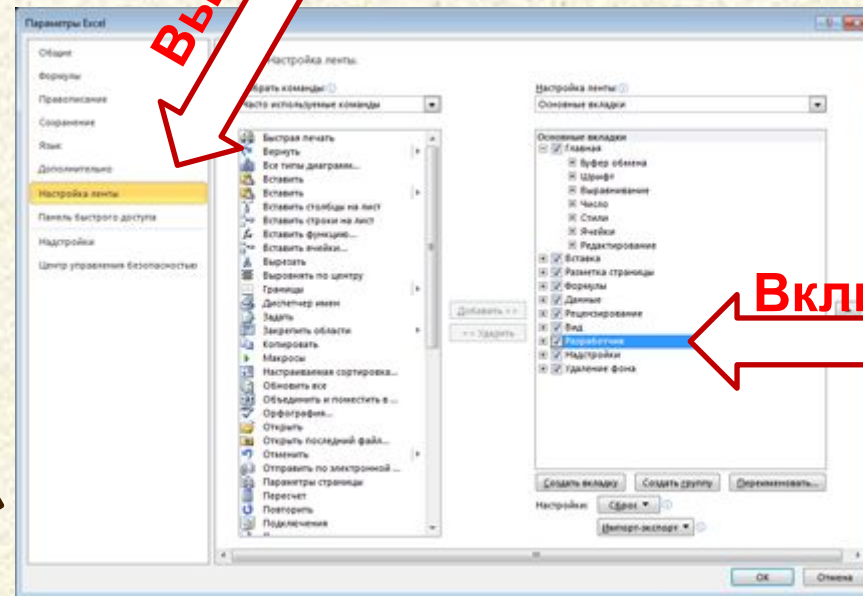 Параметры Excel
Общие
Формулы
Правописание
Сохранение
Язык
Дополнительно
Настройка ленты
Панель быстрого доступа
Надстройки
Центр управления безопасностью
Настройка ленты.
команды:
Часто используемые команды
Быстрая печать
Вернуть
Все типы диаграмм...
Вставить
Вставить
Вставить столбцы на лист
Вставить строки на лист
Вставить функцию...
Вставить ячейки...
Вырезать
Выровнять по центру
Границы
Диспетчер имен
Задать
Закрепить области
Копировать
Макросы
Настраиваемая сортировка...
Обновить все
Объединить и поместить в ...
Орфография...
Открыть
Открыть последний файл...
Отменить
Отправить по электронной ...
Параметры страницы
Пересчет
Повторить
Подключения
Добавить >>
<< Удалить
Настройка ленты:
Основные вкладки
Основные вкладки
Главная
Буфер обмена
Шрифт
Выравнивание
Число
Стили
Ячейки
Редактирование
Вставка
Разметка страницы
Формулы
Данные
Рецензирование
Вид
Разработчик
Надстройки
Удаление фона
Создать вкладку
Создать группу
Переименовать...
Настройки:
Сброс
Импорт-экспорт
ОК
Отмена
Вы
Вкл